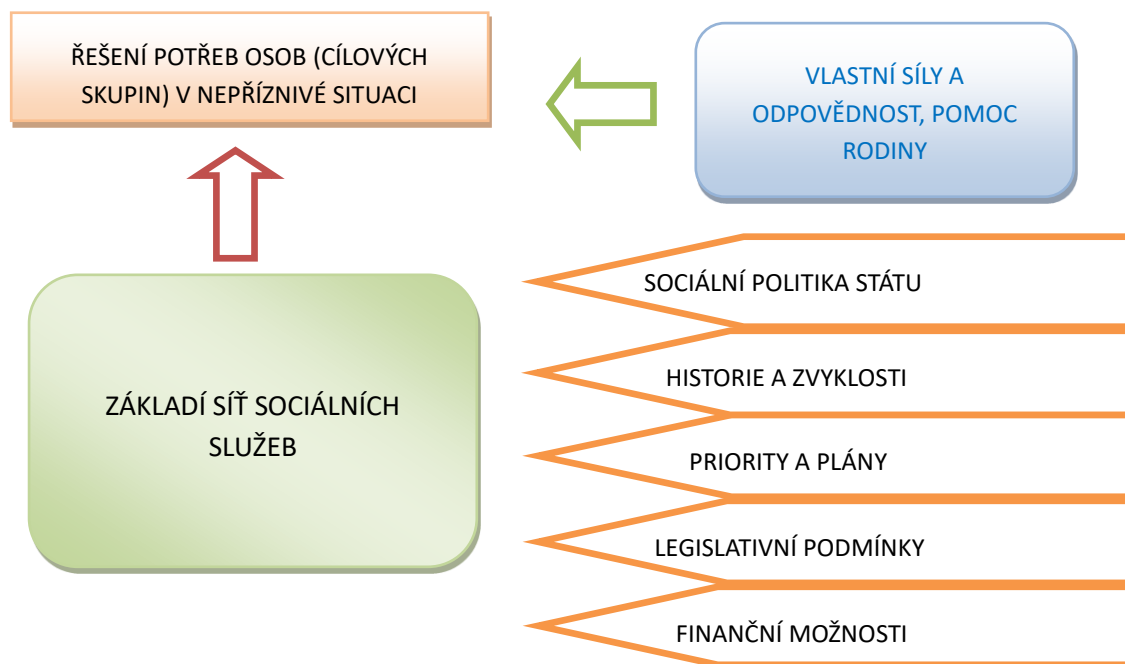 ŘEŠENÍ POTŘEB OSOB (CÍLOVÝCH
SKUPIN) V NEPŘÍZNIVÉ SITUACI
VLASTNÍ SÍLY A
ODPOVĚDNOST, POMOC
RODINY
ZÁKLADÍ SÍŤ SOCIÁLNÍCH
SLUŽEB
SOCIÁLNÍ POLITIKA STÁTU
HISTORIE A ZVYKLOSTI
PRIORITY A PLÁNY
LEGISLATIVNÍ PODMÍNKY
FINANČNÍ MOŽNOSTI